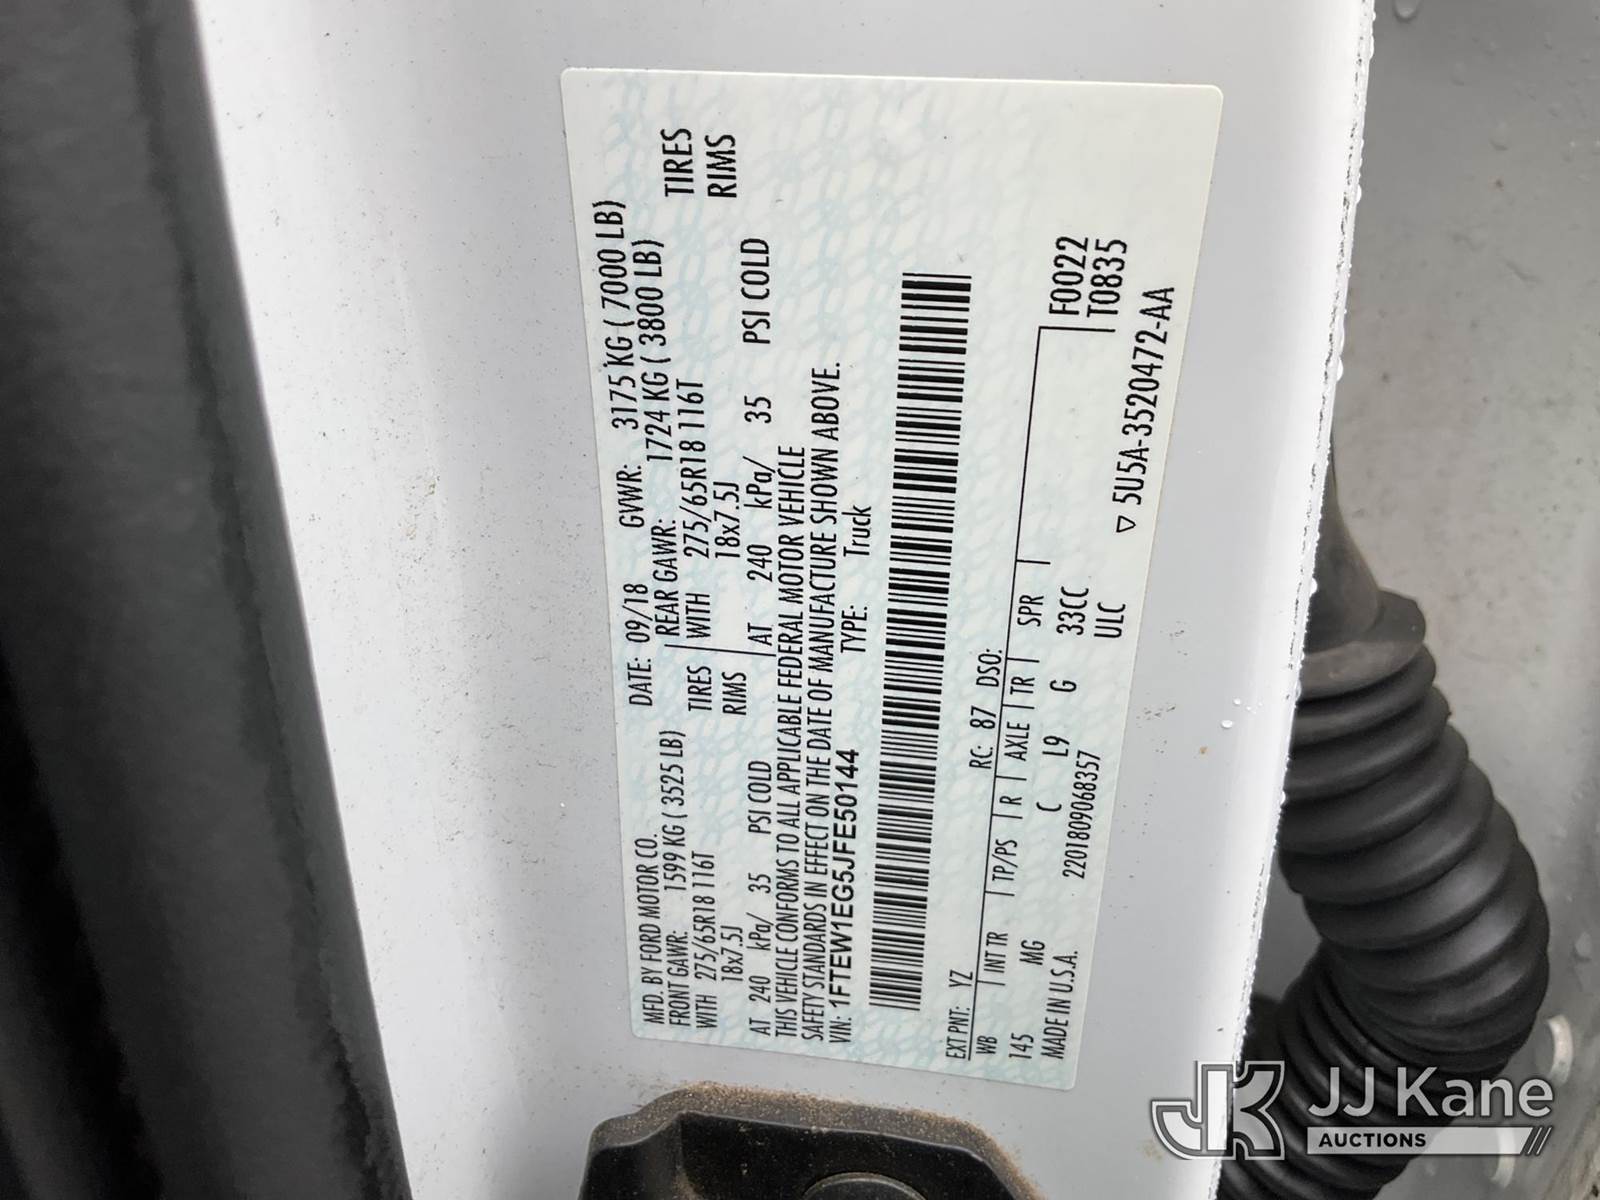 MFD. BY FORD MOTOR CO.
DATE: 09/18 GVWR: 3175 KG ( 7000 LB)
FRONT GAWR: 1599 KG ( 3525 LB) REAR GAWR: 1724 KG ( 3800 LB)
WITH 275/65R18 116T TIRES WITH 275/65R18 116T TIRES
18x7.5J RIMS 18x7.5J RIMS
AT 240 kPa/ 35 PSI COLD AT 240 kPa/ 35 PSI COLD
THIS VEHICLE CONFORMS TO ALL APPLICABLE FEDERAL MOTOR VEHICLE
SAFETY STANDARDS IN EFFECT ON THE DATE OF MANUFACTURE SHOWN ABOVE.
VIN: 1FTEW1EG5JFE50144 TYPE: Truck
EXT PNT: YZ RC: 87 DSO:
WB INT TR TP/PS R AXLE TR SPR F0022
145 MG C L9 G 33CC T0835
MADE IN U.S.A. 2201809068357 ULC
▽ 5U5A-3520472-AA
JK JJ Kane
AUCTIONS